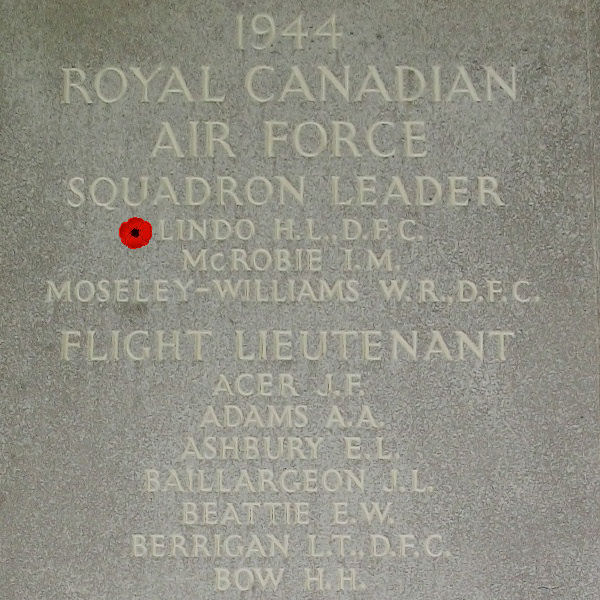 1944
ROYAL CANADIAN
AIR FORCE
SQUADRON LEADER
LINDO H.L., D.F.C.
McROBIE I.M.
MOSELEY-WILLIAMS W.R., D.F.C.
FLIGHT LIEUTENANT
ACER J.F.
ADAMS A.A.
ASHBURY E.L.
BAILLARGEON J.L.
BEATTIE E.W.
BERRIGAN L.T., D.F.C.
BOW H.H.